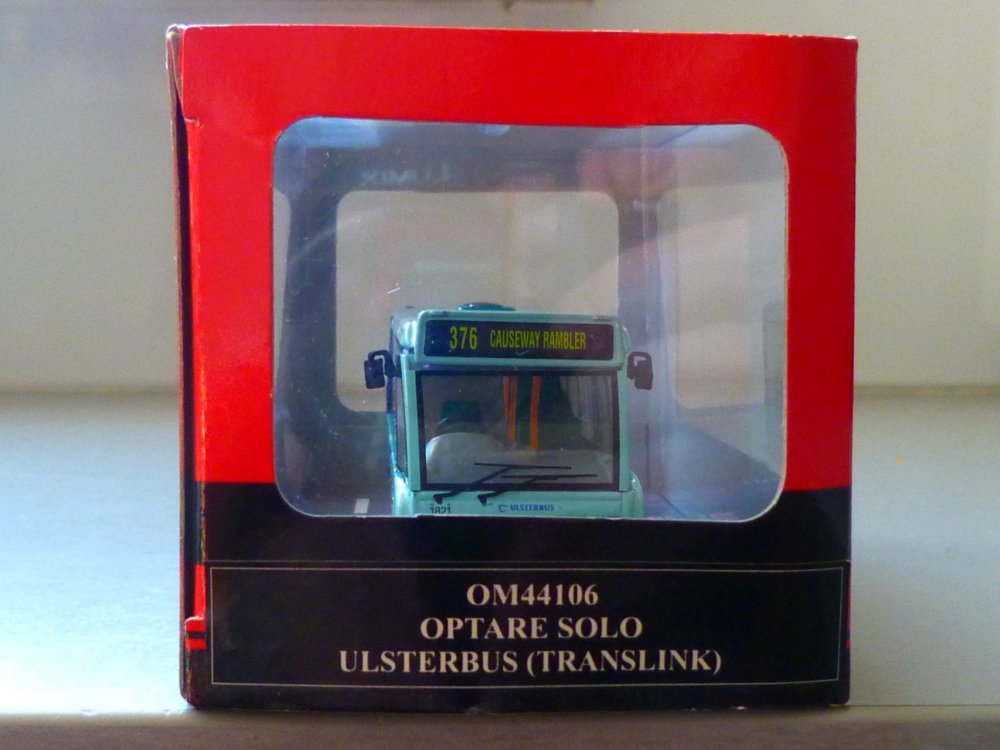 376 CAUSEWAY RAMBLER
1821 ULSTERBUS
OM44106
OPTARE SOLO
ULSTERBUS (TRANSLINK)